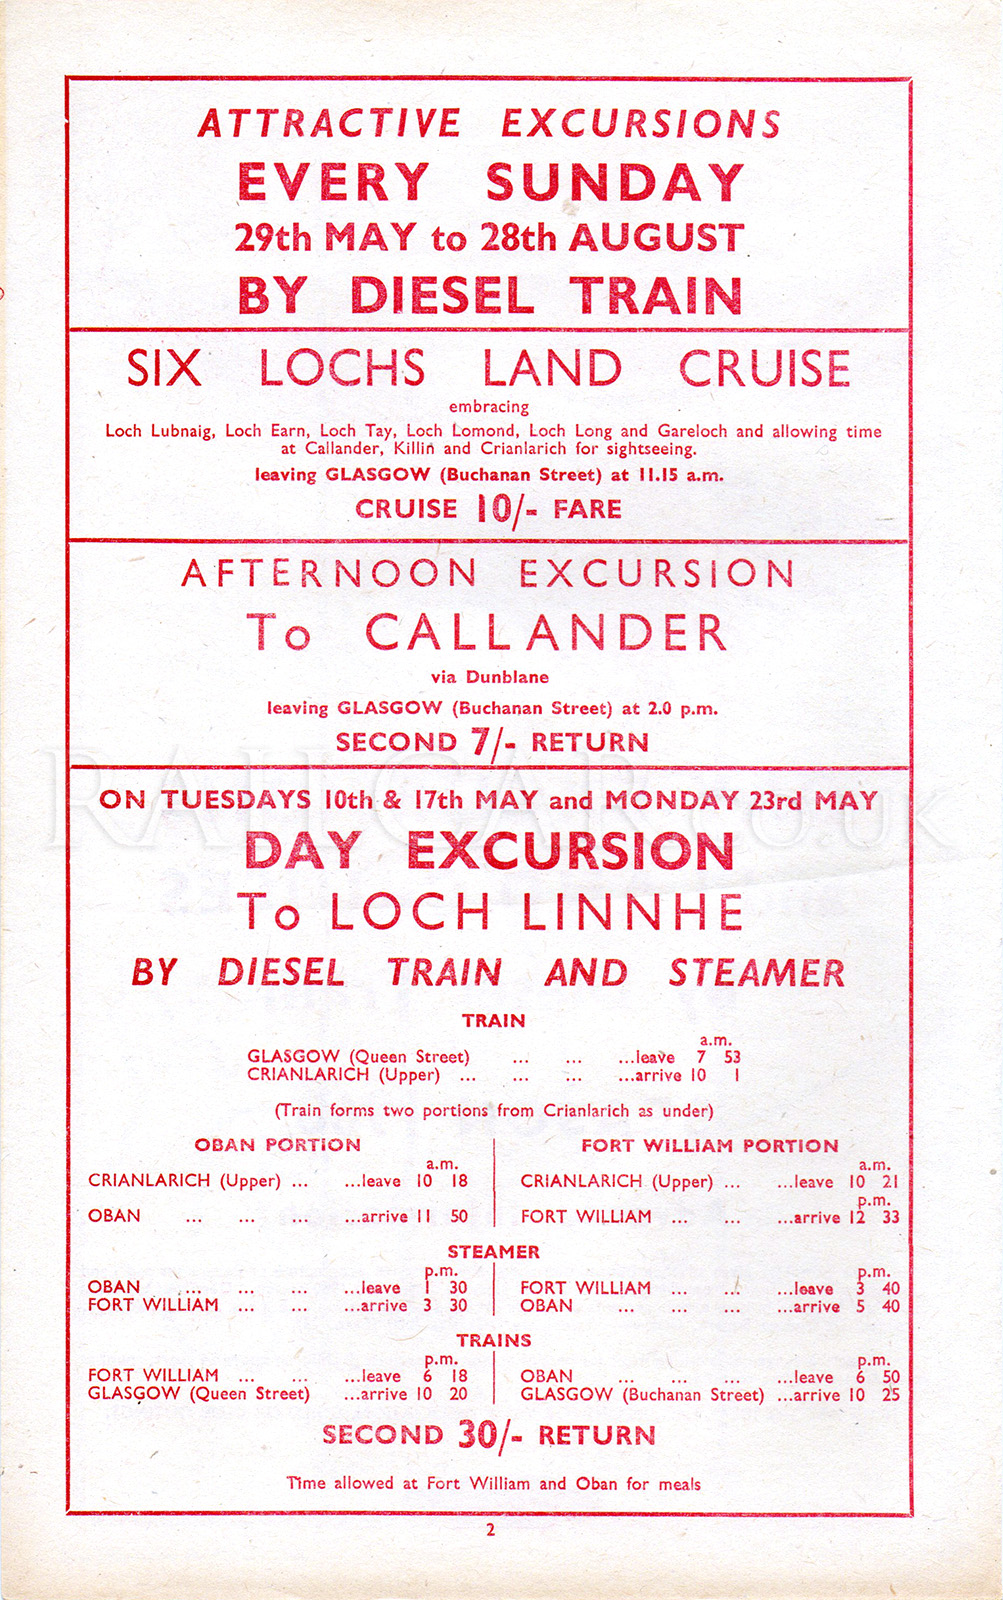 ATTRACTIVE EXCURSIONS
EVERY SUNDAY
29th MAY to 28th AUGUST
BY DIESEL TRAIN
SIX LOCHS LAND CRUISE
embracing
Loch Lubnaig, Loch Earn, Loch Tay, Loch Lomond, Loch Long and Gareloch and allowing time
at Callander, Killin and Crianlarich for sightseeing.
leaving GLASGOW (Buchanan Street) at 11.15 a.m.
CRUISE 10/- FARE
AFTERNOON EXCURSION
To CALLANDER
via Dunblane
leaving GLASGOW (Buchanan Street) at 2.0 p.m.
SECOND 7/- RETURN
RAILCAR.co.uk
ON TUESDAYS 10th & 17th MAY and MONDAY 23rd MAY
DAY EXCURSION
To LOCH LINNHE
BY DIESEL TRAIN AND STEAMER
TRAIN
a.m.
GLASGOW (Queen Street) ... ... ...leave 7 53
CRIANLARICH (Upper) ... ... ... ...arrive 10 1
(Train forms two portions from Crianlarich as under)
OBAN PORTION
a.m.
CRIANLARICH (Upper) ... ...leave 10 18
OBAN ... ... ... ...arrive 11 50
FORT WILLIAM PORTION
a.m.
CRIANLARICH (Upper) ... ...leave 10 21
p.m.
FORT WILLIAM ... ... ...arrive 12 33
STEAMER
p.m.
OBAN ... ... ... ...leave 1 30
FORT WILLIAM ... ... ...arrive 3 30
p.m.
FORT WILLIAM ... ... ...leave 3 40
OBAN ... ... ... ...arrive 5 40
TRAINS
p.m.
FORT WILLIAM ... ... ...leave 6 18
GLASGOW (Queen Street) ...arrive 10 20
p.m.
OBAN ... ... ... ...leave 6 50
GLASGOW (Buchanan Street) ...arrive 10 25
SECOND 30/- RETURN
Time allowed at Fort William and Oban for meals
2